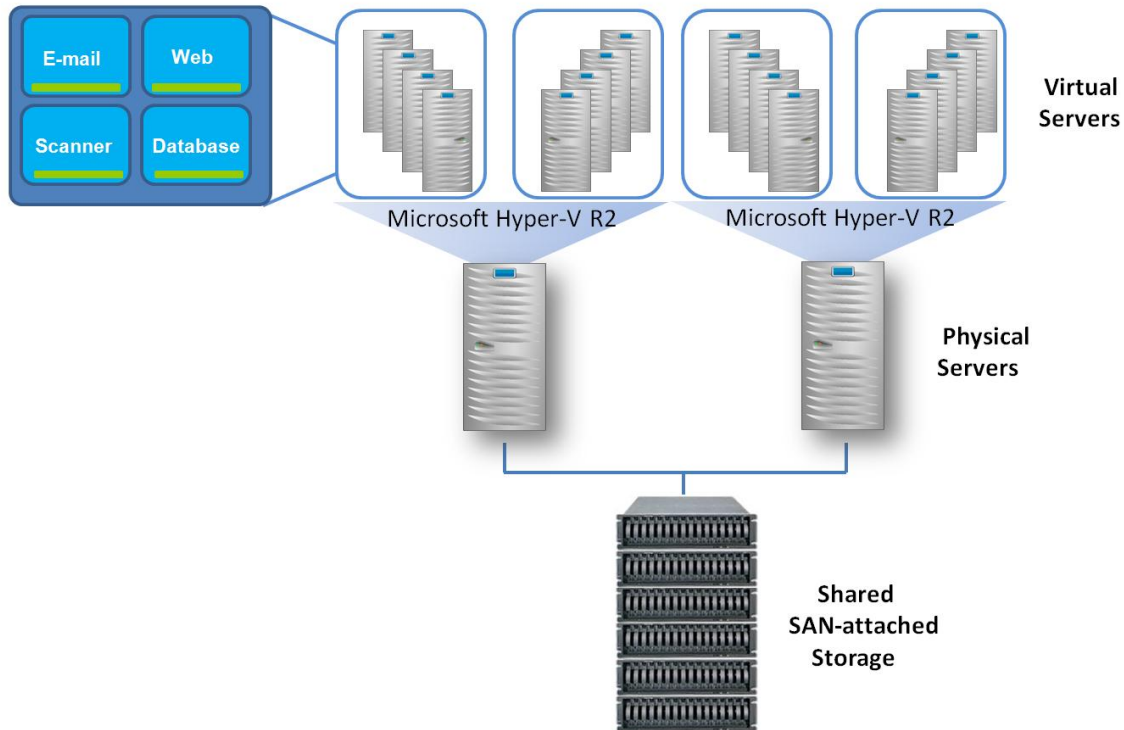 E-mail
Web
Scanner
Database
Virtual
Servers
Microsoft Hyper-V R2
Microsoft Hyper-V R2
Physical
Servers
Shared
SAN-attached
Storage